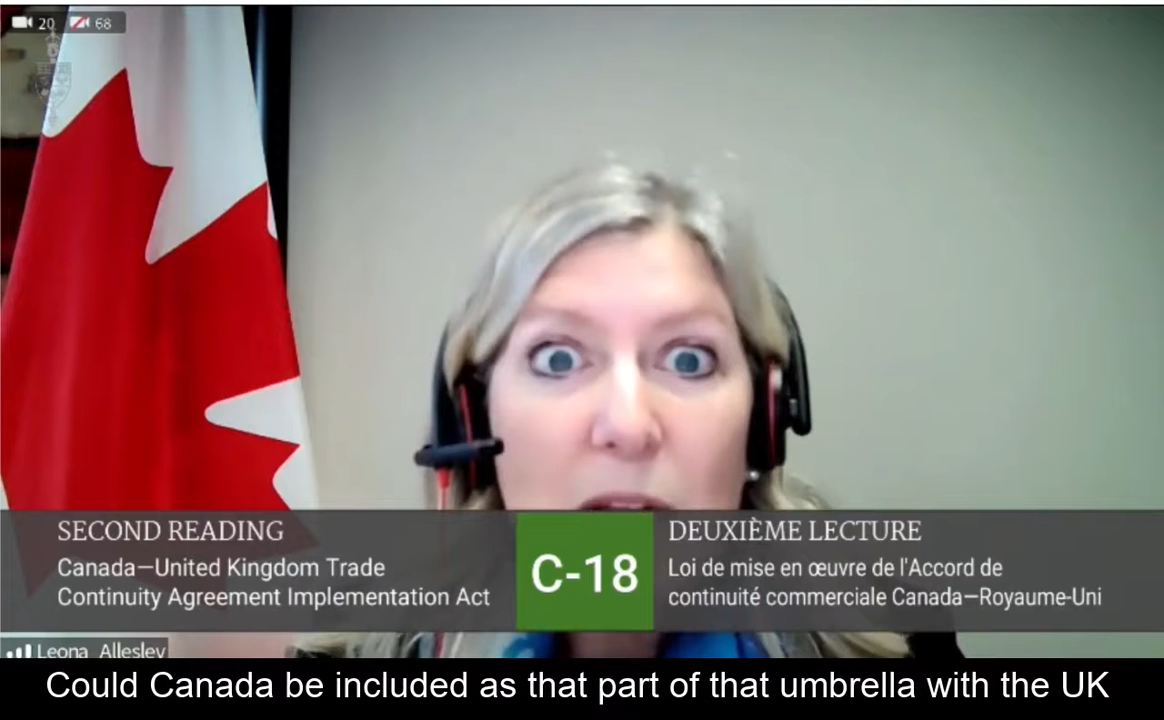 20 68
SECOND READING
Canada–United Kingdom Trade
Continuity Agreement Implementation Act
C-18
DEUXIÈME LECTURE
Loi de mise en œuvre de l'Accord de
continuité commerciale Canada–Royaume-Uni
Leona Alleslev
Could Canada be included as that part of that umbrella with the UK